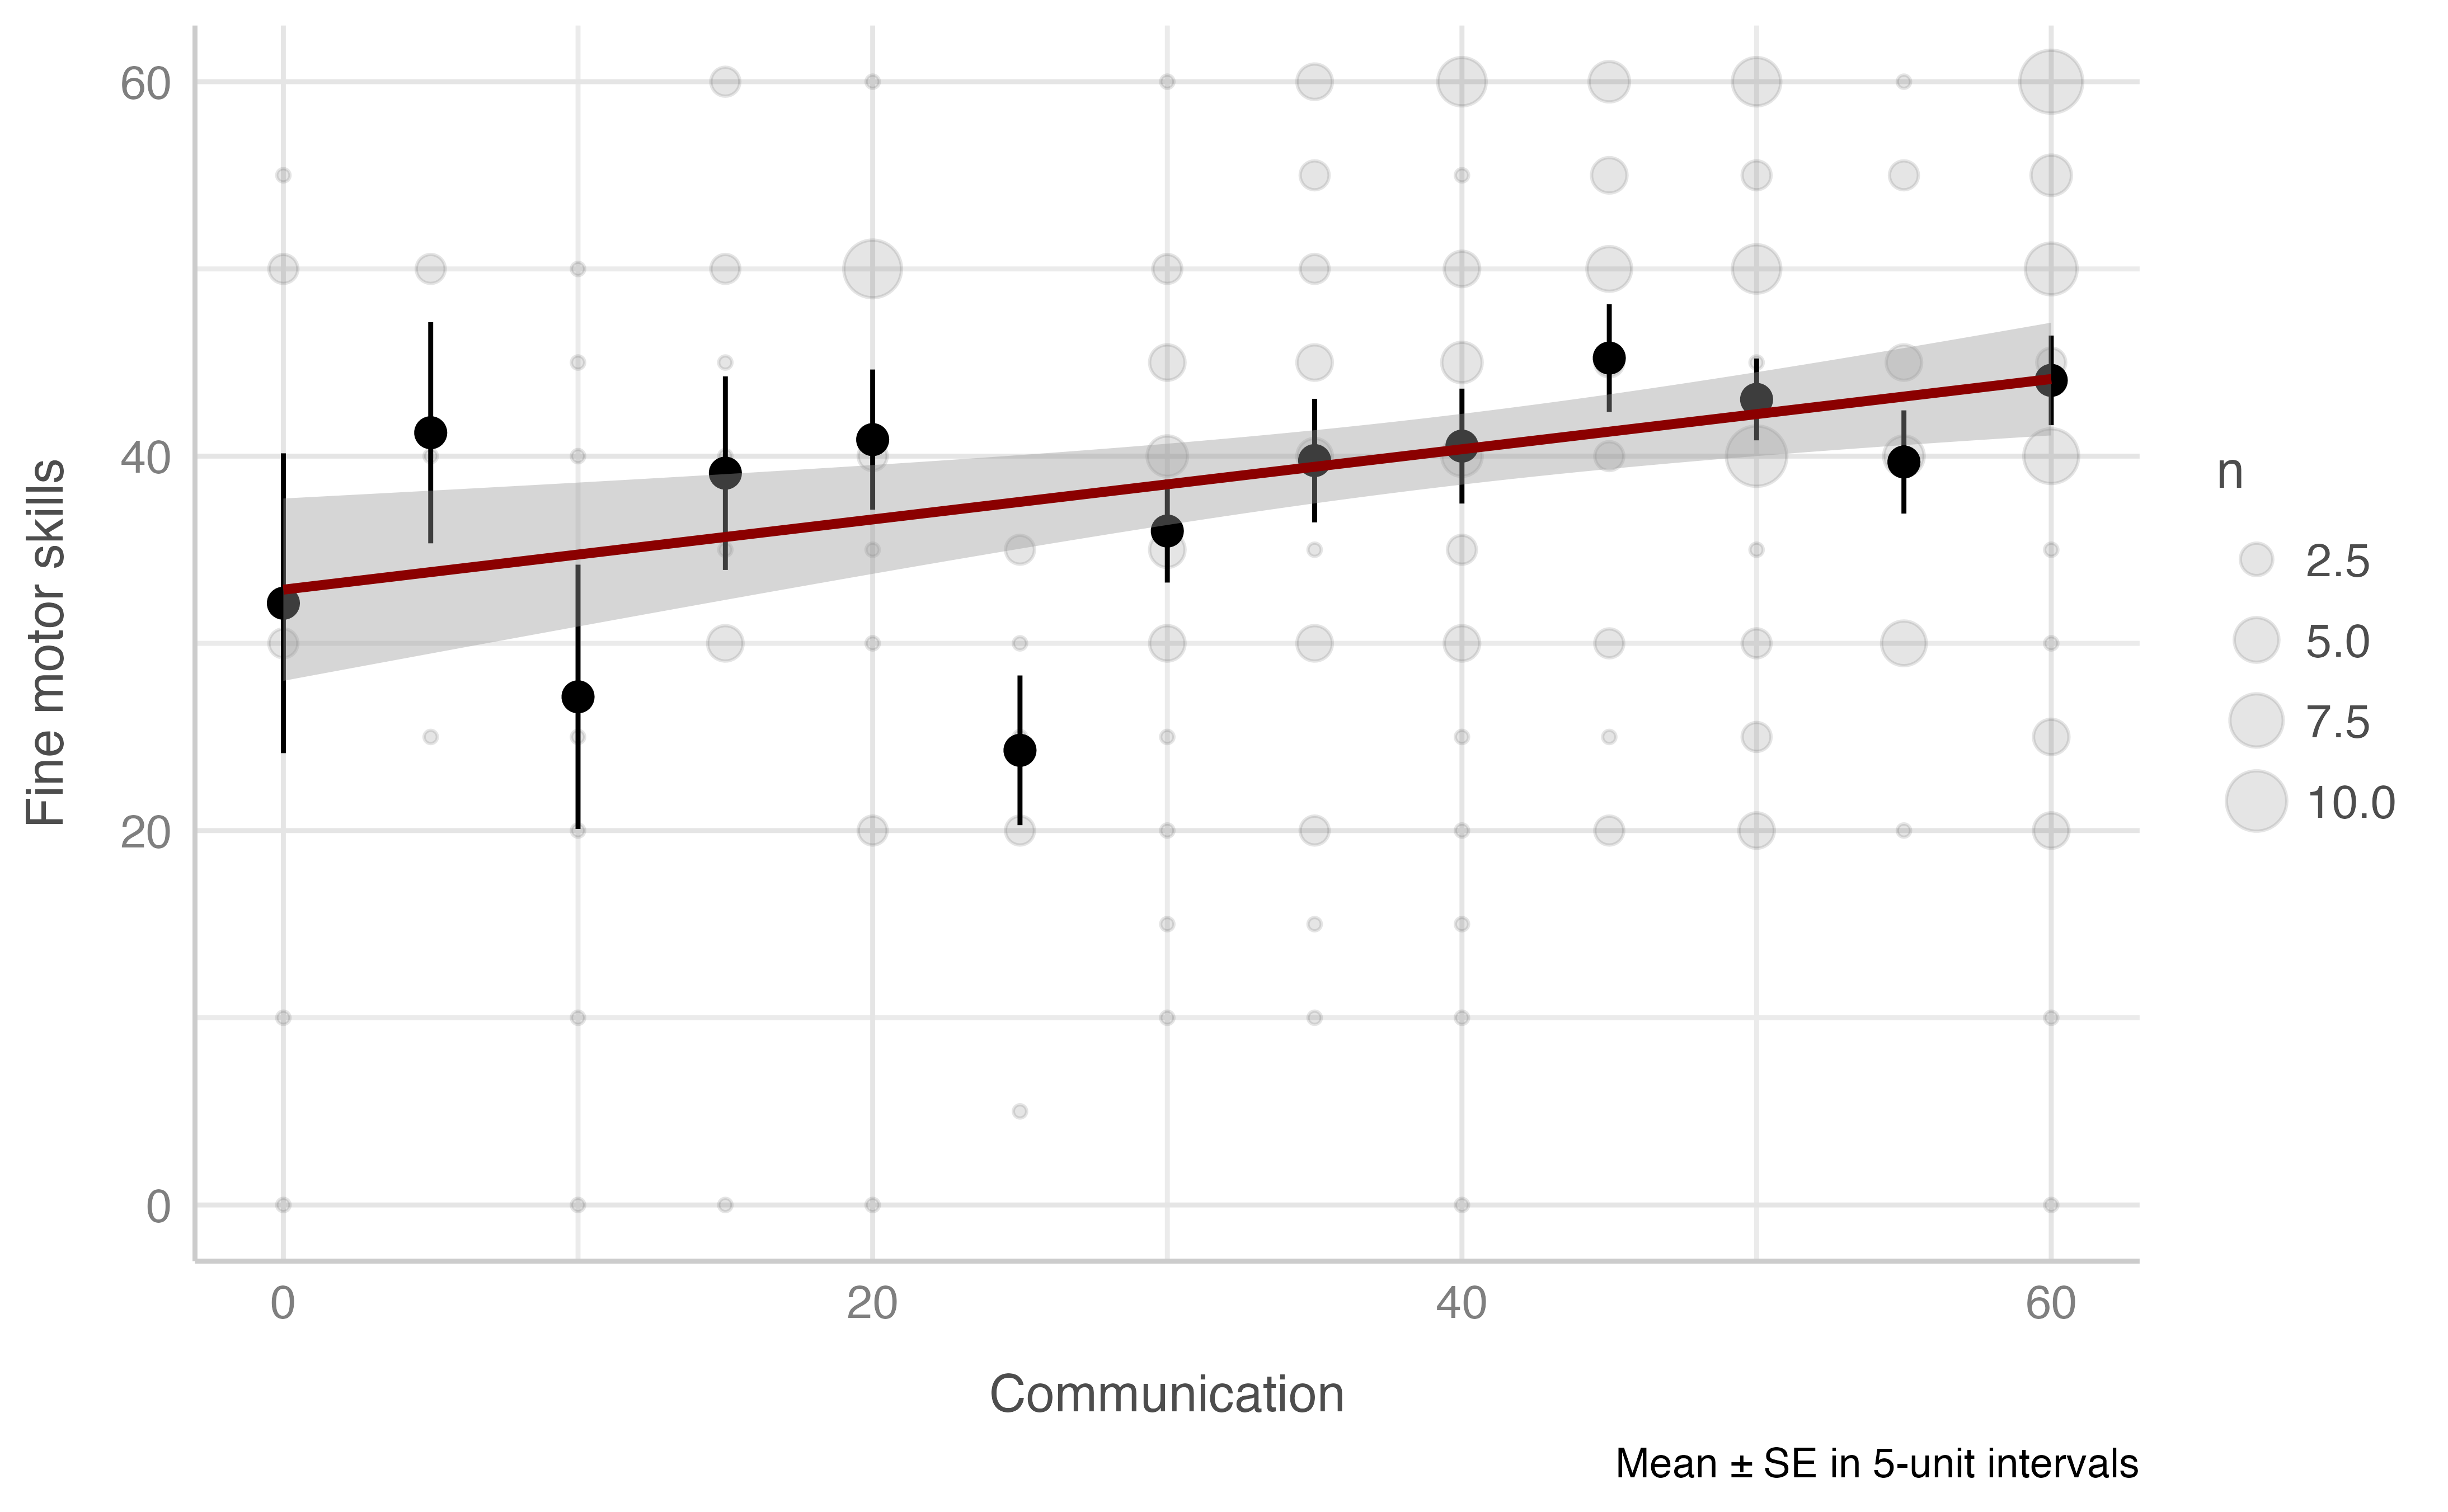 60
40
20
0
Fine motor skills
0 20 40 60
Communication
n
2.5
5.0
7.5
10.0
Mean ± SE in 5-unit intervals